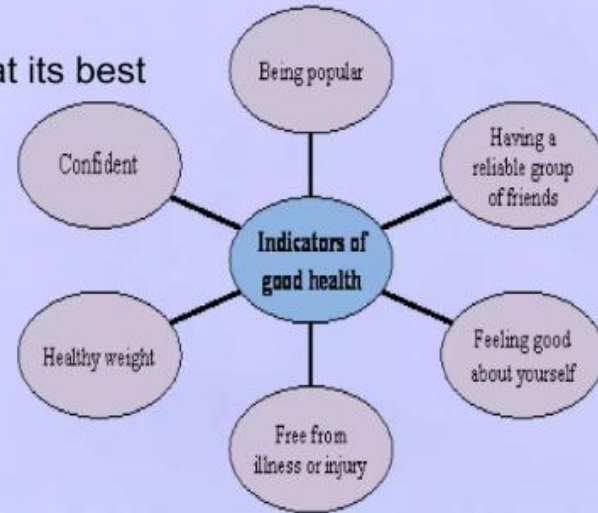 at its best
Being popular
Confident
Having a
reliable group
of friends
Indicators of
good health
Healthy weight
Feeling good
about yourself
Free from
illness or injury